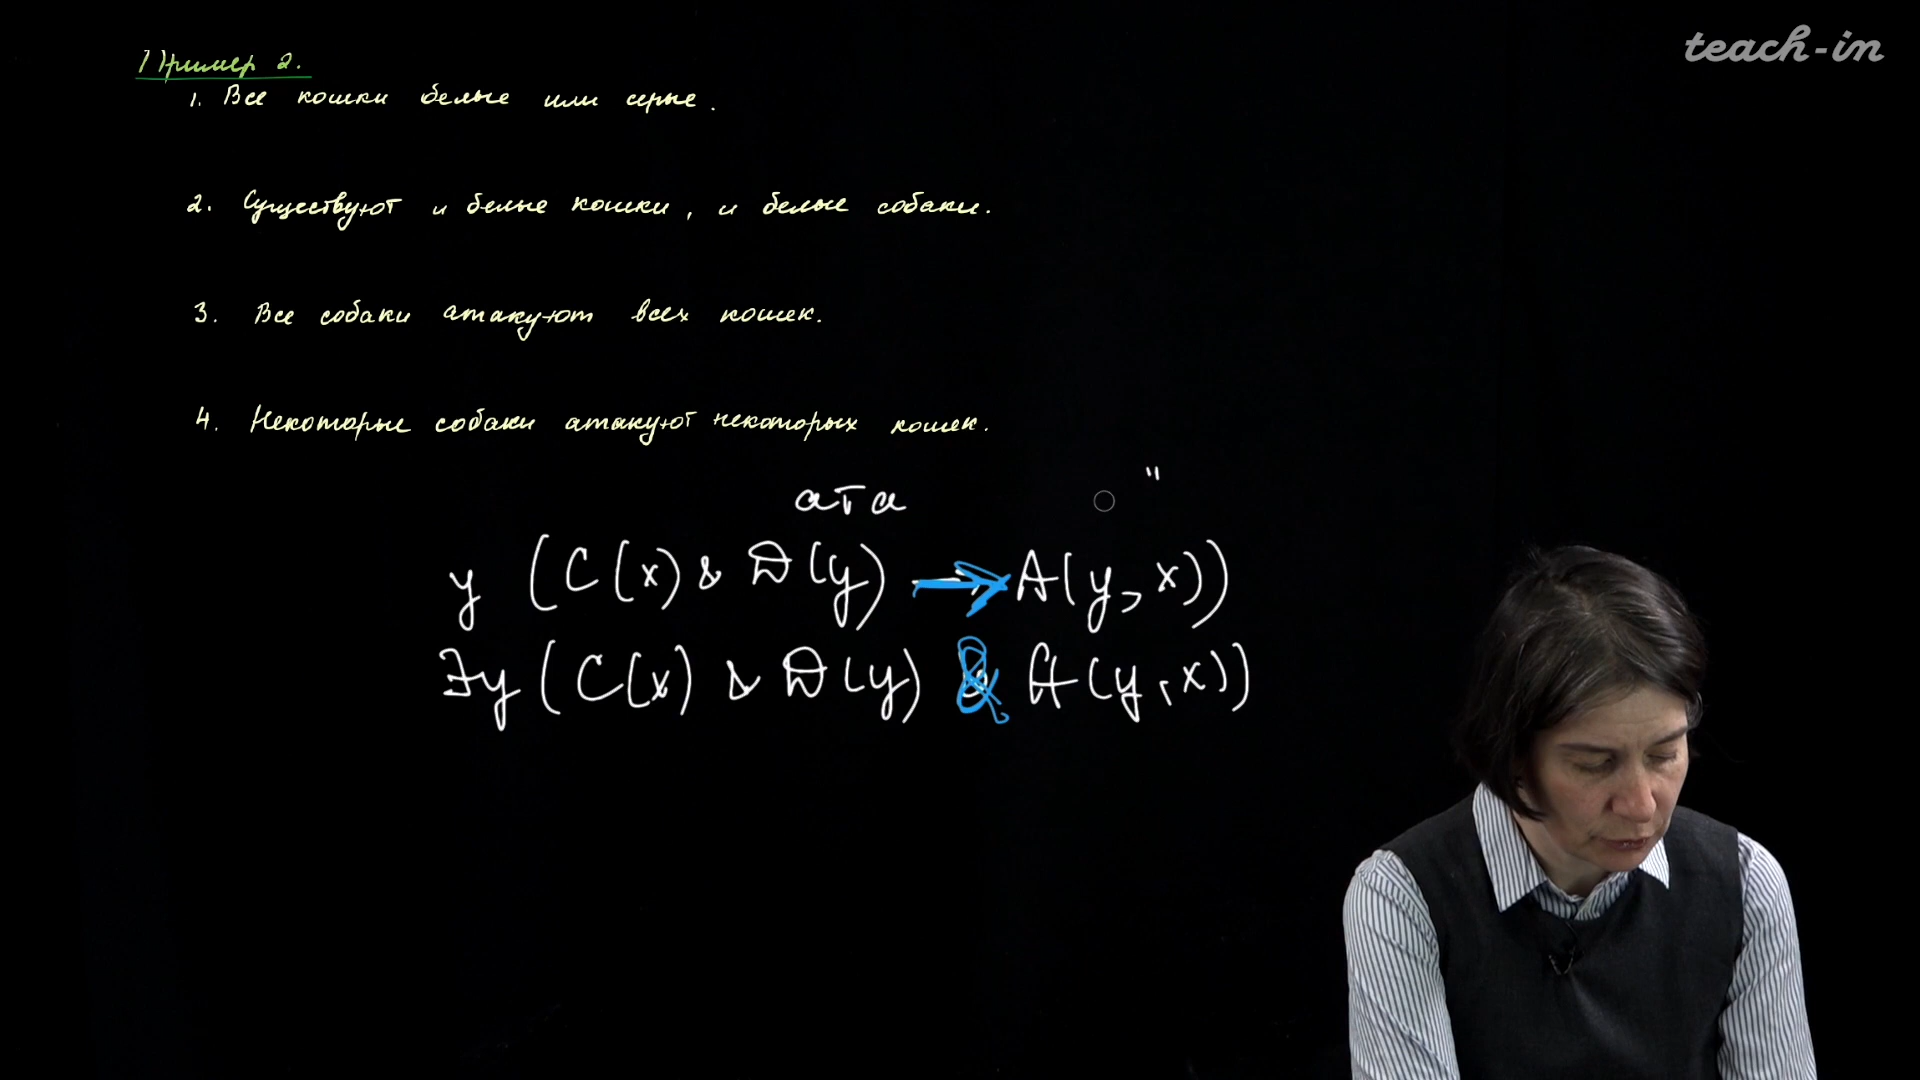 teach-in
Пример 2.
1. Все кошки белые или серые.
2. Существуют и белые кошки, и белые собаки.
3. Все собаки атакуют всех кошек.
4. Некоторые собаки атакуют некоторых кошек.
ата "
y (C(x) & D(y) → A(y, x))
∃y (C(x) & D(y) & A(y, x))